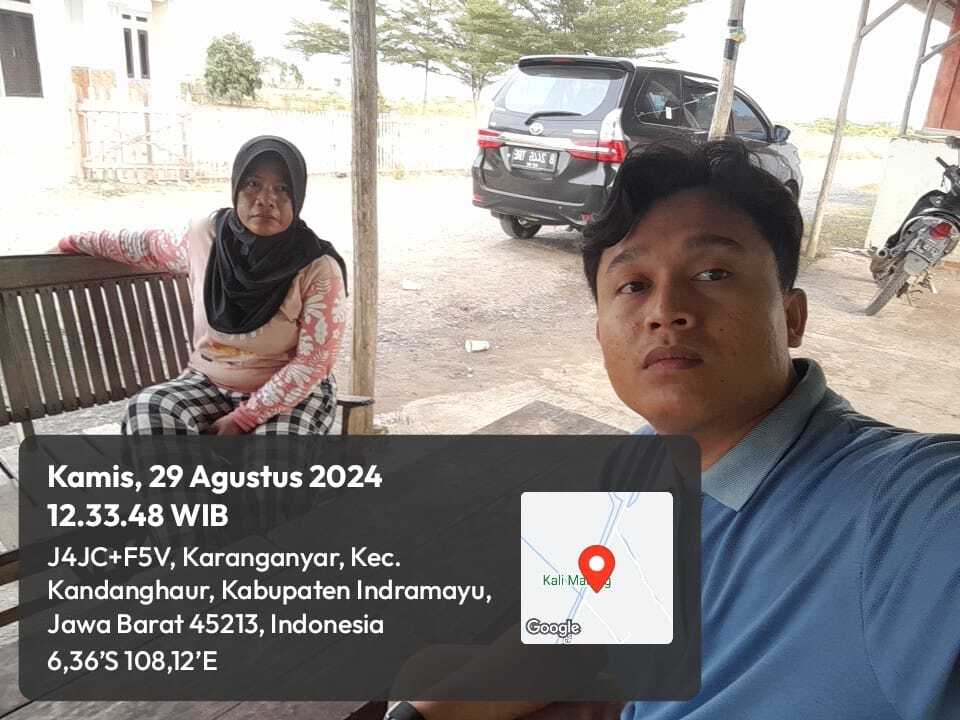 Kamis, 29 Agustus 2024
12.33.48 WIB
J4JC+F5V, Karanganyar, Kec.
Kandanghaur, Kabupaten Indramayu,
Jawa Barat 45213, Indonesia
6,36'S 108,12'E
Kali
Google